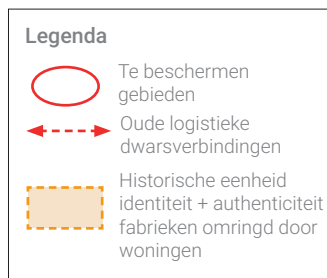 Legenda
Te beschermen
gebieden
Oude logistieke
dwarsverbindingen
Historische eenheid
identiteit + authenticiteit
fabrieken omringd door
woningen